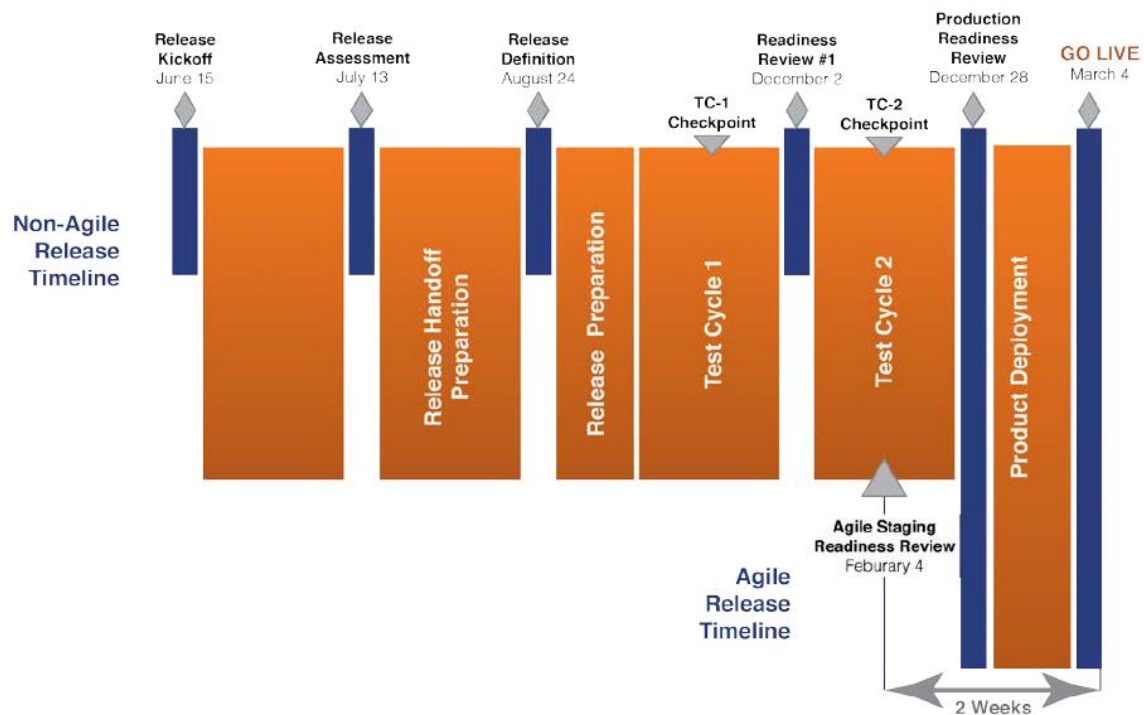 Release
Kickoff
June 15
Release
Assessment
July 13
Release
Definition
August 24
Readiness
Review #1
December 2
Production
Readiness
Review
December 28
GO LIVE
March 4
TC-1
Checkpoint
TC-2
Checkpoint
Non-Agile
Release
Timeline
Release Handoff
Preparation
Release Preparation
Test Cycle 1
Test Cycle 2
Product Deployment
Agile Staging
Readiness Review
Feburary 4
Agile
Release
Timeline
2 Weeks